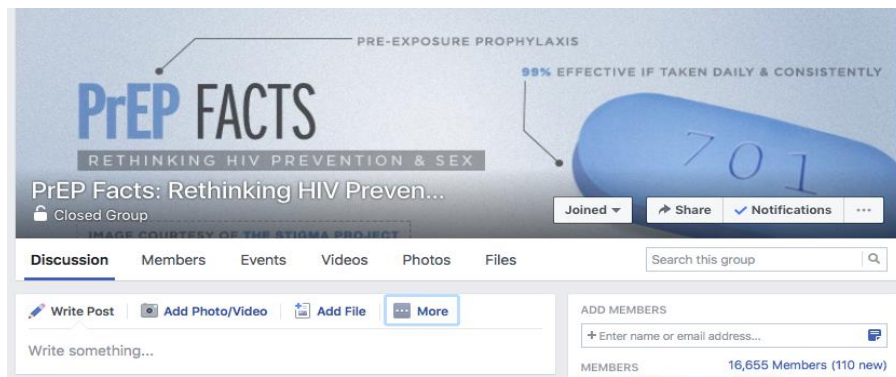 PRE-EXPOSURE PROPHYLAXIS
99% EFFECTIVE IF TAKEN DAILY & CONSISTENTLY
PrEP FACTS
701
RETHINKING HIV PREVENTION & SEX
PrEP Facts: Rethinking HIV Preven...
Closed Group
Joined Share Notifications ...
IMAGE COURTESY OF THE STIGMA PROJECT
Discussion Members Events Videos Photos Files Search this group
Write Post Add Photo/Video Add File More
Write something...
ADD MEMBERS
+ Enter name or email address...
MEMBERS 16,655 Members (110 new)